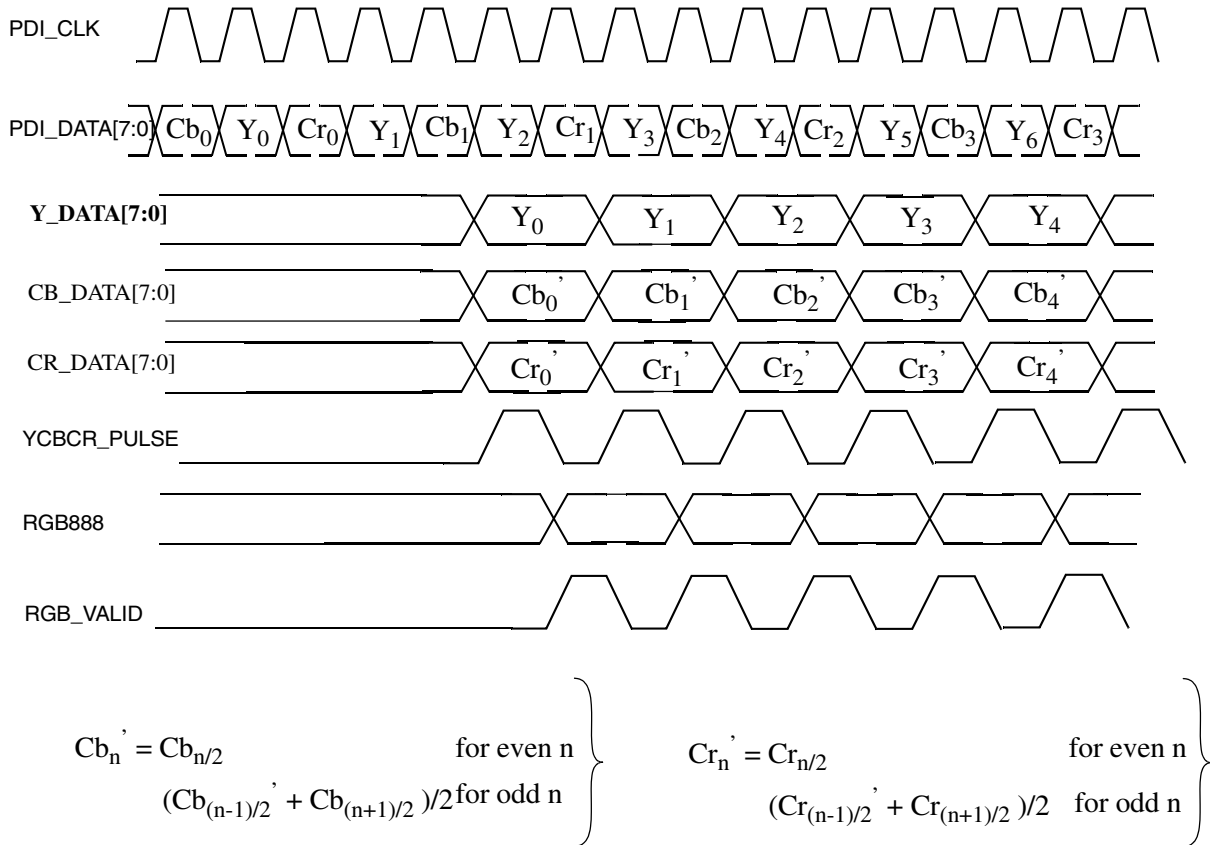 PDI_CLK
PDI_DATA[7:0] Cb0 Y0 Cr0 Y1 Cb1 Y2 Cr1 Y3 Cb2 Y4 Cr2 Y5 Cb3 Y6 Cr3
Y_DATA[7:0] Y0 Y1 Y2 Y3 Y4
CB_DATA[7:0] Cb0’ Cb1’ Cb2’ Cb3’ Cb4’
CR_DATA[7:0] Cr0’ Cr1’ Cr2’ Cr3’ Cr4’
YCBCR_PULSE
RGB888
RGB_VALID
Cbn’ = Cbn/2 for even n
(Cb(n-1)/2’ + Cb(n+1)/2 )/2 for odd n
Crn’ = Crn/2 for even n
(Cr(n-1)/2’ + Cr(n+1)/2 )/2 for odd n